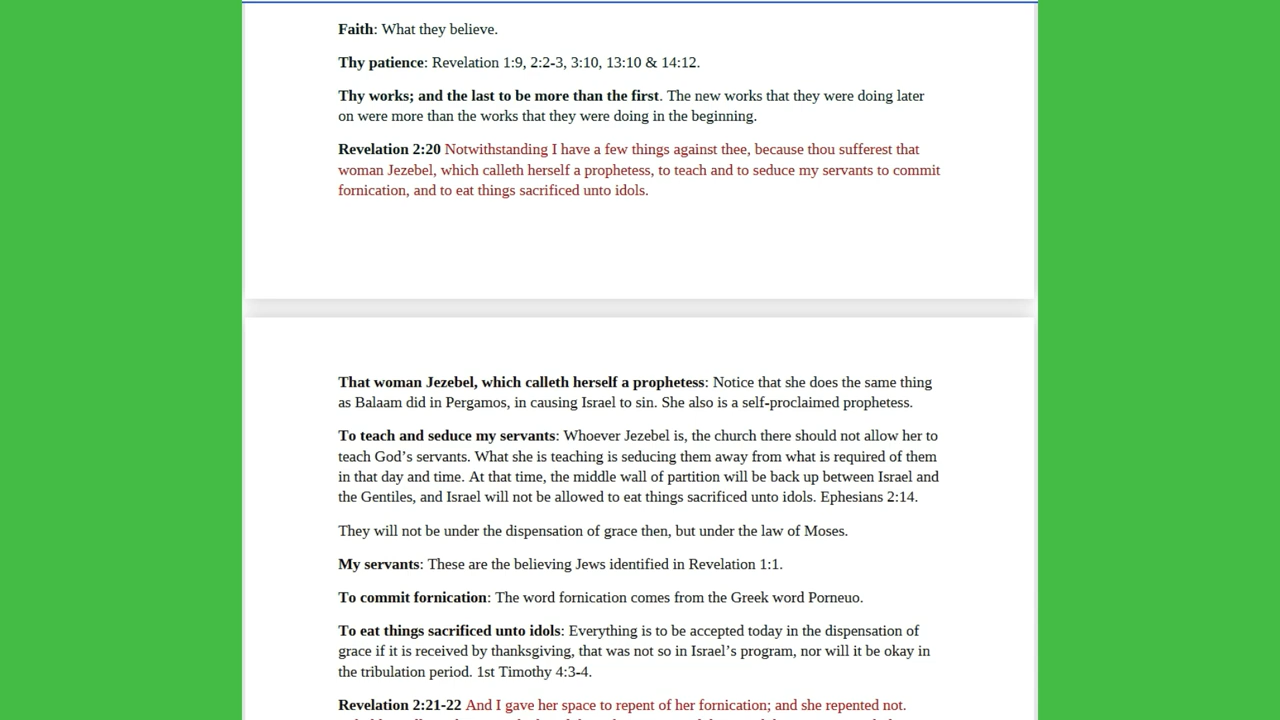 Faith: What they believe.
Thy patience: Revelation 1:9, 2:2-3, 3:10, 13:10 & 14:12.
Thy works; and the last to be more than the first. The new works that they were doing later
on were more than the works that they were doing in the beginning.
Revelation 2:20 Notwithstanding I have a few things against thee, because thou sufferest that
woman Jezebel, which calleth herself a prophetess, to teach and to seduce my servants to commit
fornication, and to eat things sacrificed unto idols.
That woman Jezebel, which calleth herself a prophetess: Notice that she does the same thing
as Balaam did in Pergamos, in causing Israel to sin. She also is a self-proclaimed prophetess.
To teach and seduce my servants: Whoever Jezebel is, the church there should not allow her to
teach God’s servants. What she is teaching is seducing them away from what is required of them
in that day and time. At that time, the middle wall of partition will be back up between Israel and
the Gentiles, and Israel will not be allowed to eat things sacrificed unto idols. Ephesians 2:14.
They will not be under the dispensation of grace then, but under the law of Moses.
My servants: These are the believing Jews identified in Revelation 1:1.
To commit fornication: The word fornication comes from the Greek word Porneuo.
To eat things sacrificed unto idols: Everything is to be accepted today in the dispensation of
grace if it is received by thanksgiving, that was not so in Israel’s program, nor will it be okay in
the tribulation period. 1st Timothy 4:3-4.
Revelation 2:21-22 And I gave her space to repent of her fornication; and she repented not.